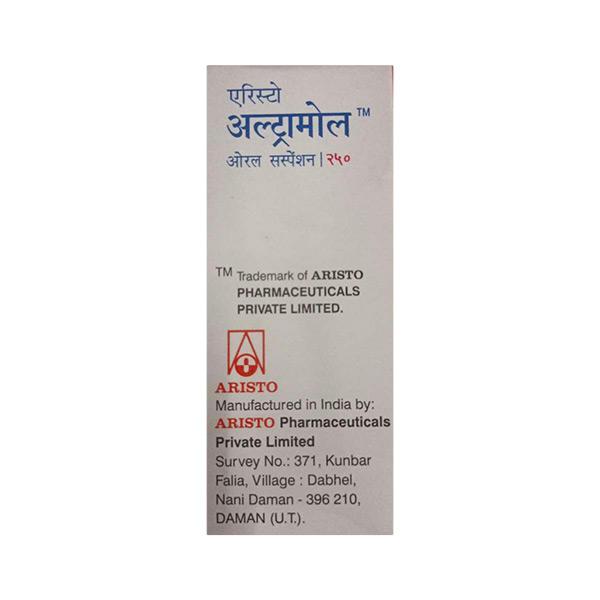 एरिस्टो
अल्ट्रामोल™
ओरल सस्पेंशन | २५०
TM Trademark of ARISTO
PHARMACEUTICALS
PRIVATE LIMITED.
ARISTO
Manufactured in India by:
ARISTO Pharmaceuticals
Private Limited
Survey No.: 371, Kunbar
Falia, Village : Dabhel,
Nani Daman - 396 210,
DAMAN (U.T.).